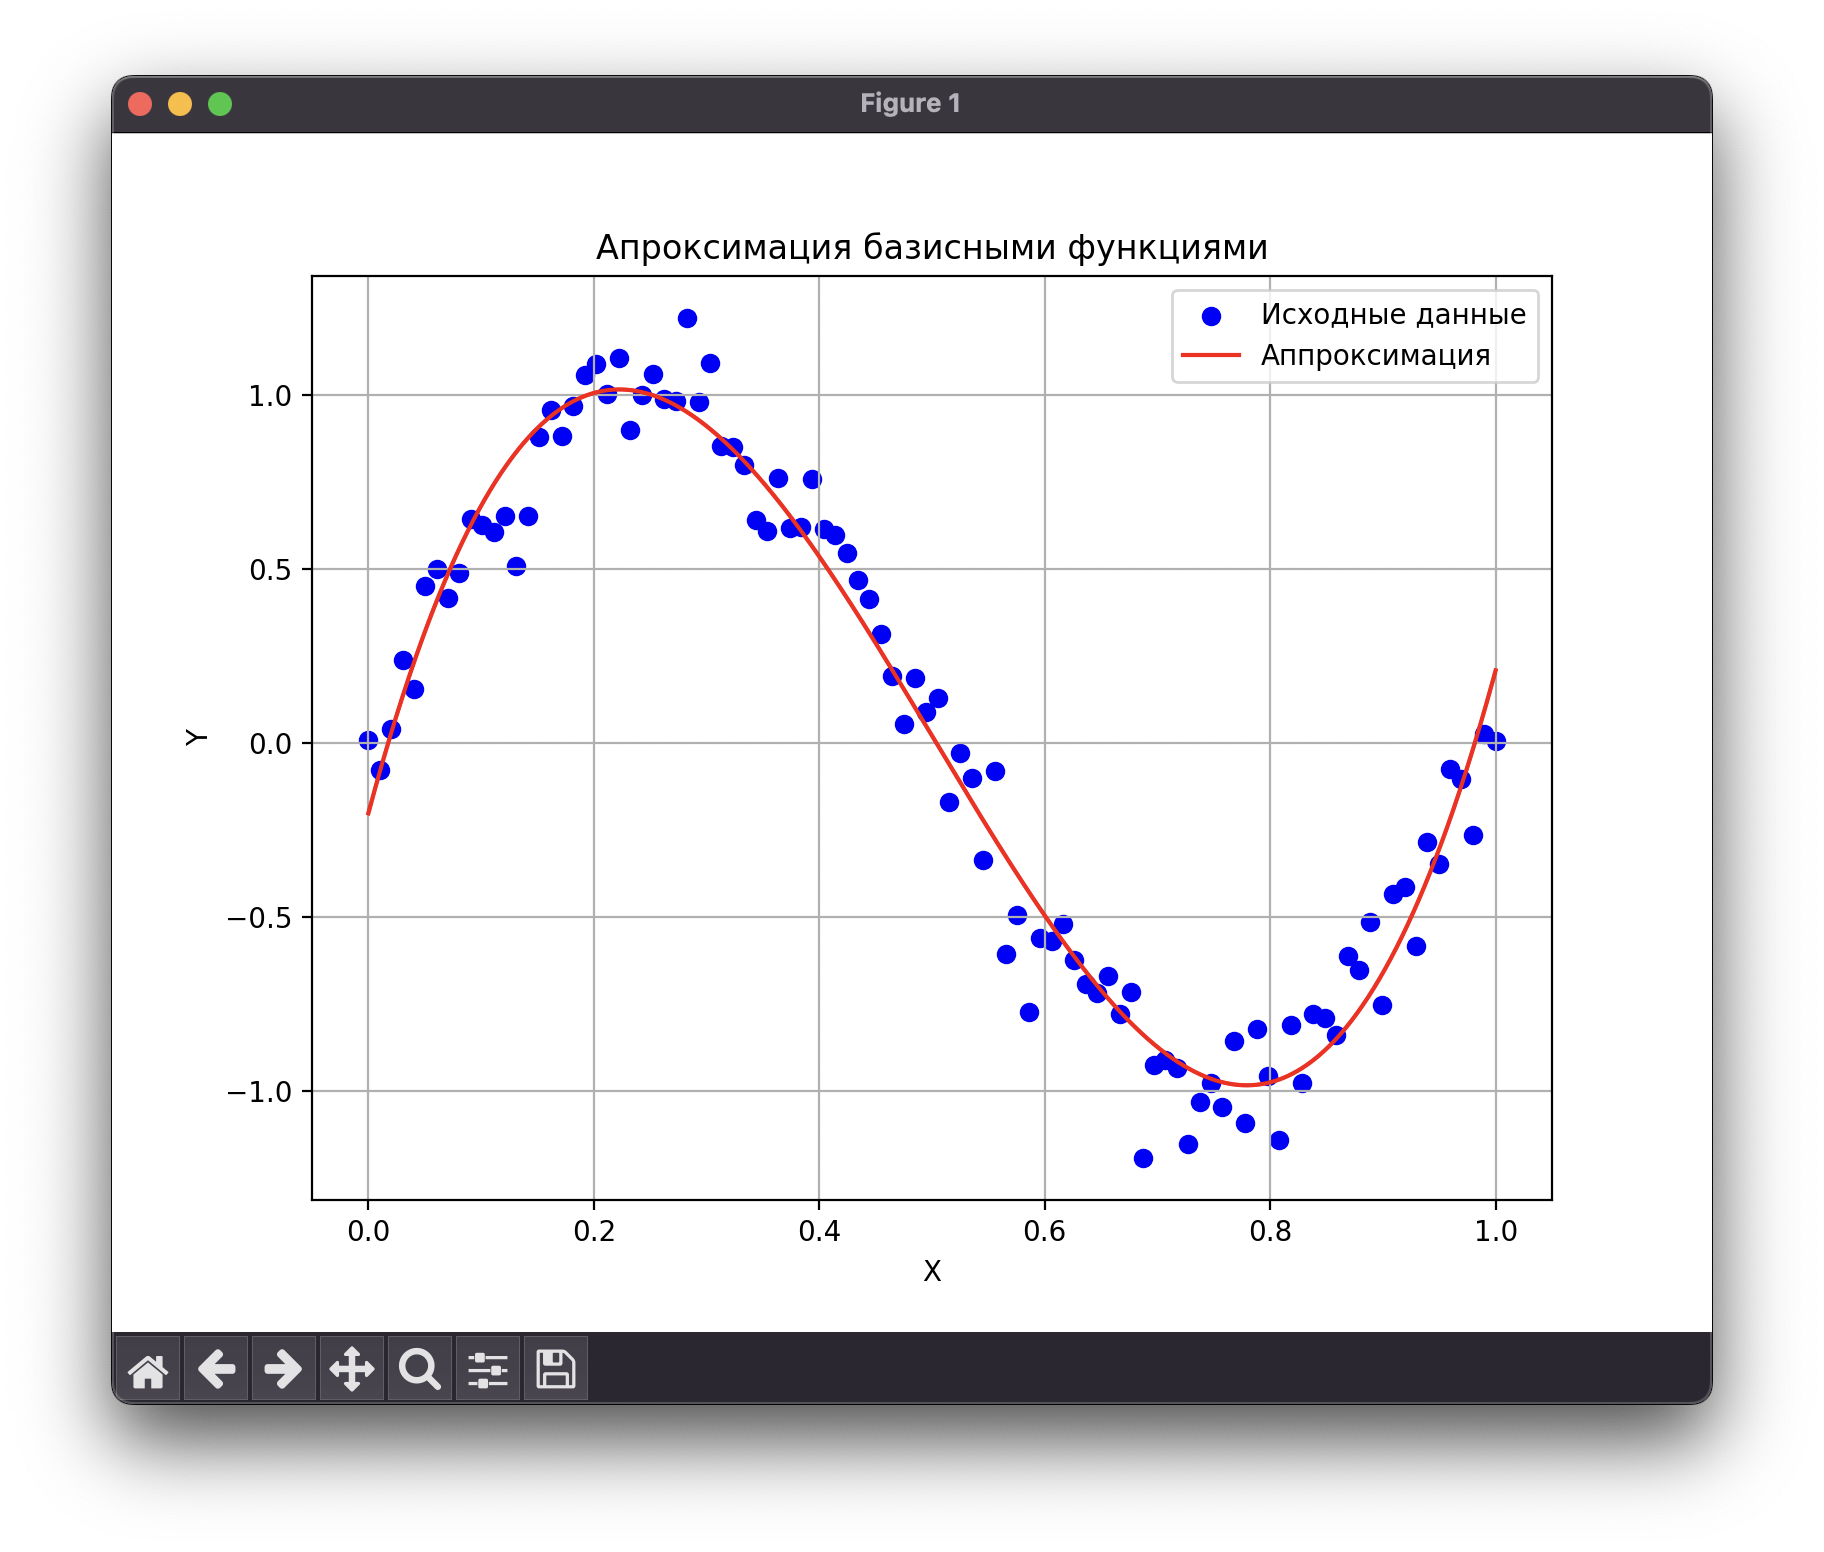 Figure 1
Апроксимация базисными функциями
Исходные данные
Аппроксимация
1.0
0.5
0.0
−0.5
−1.0
Y
0.0 0.2 0.4 0.6 0.8 1.0
X